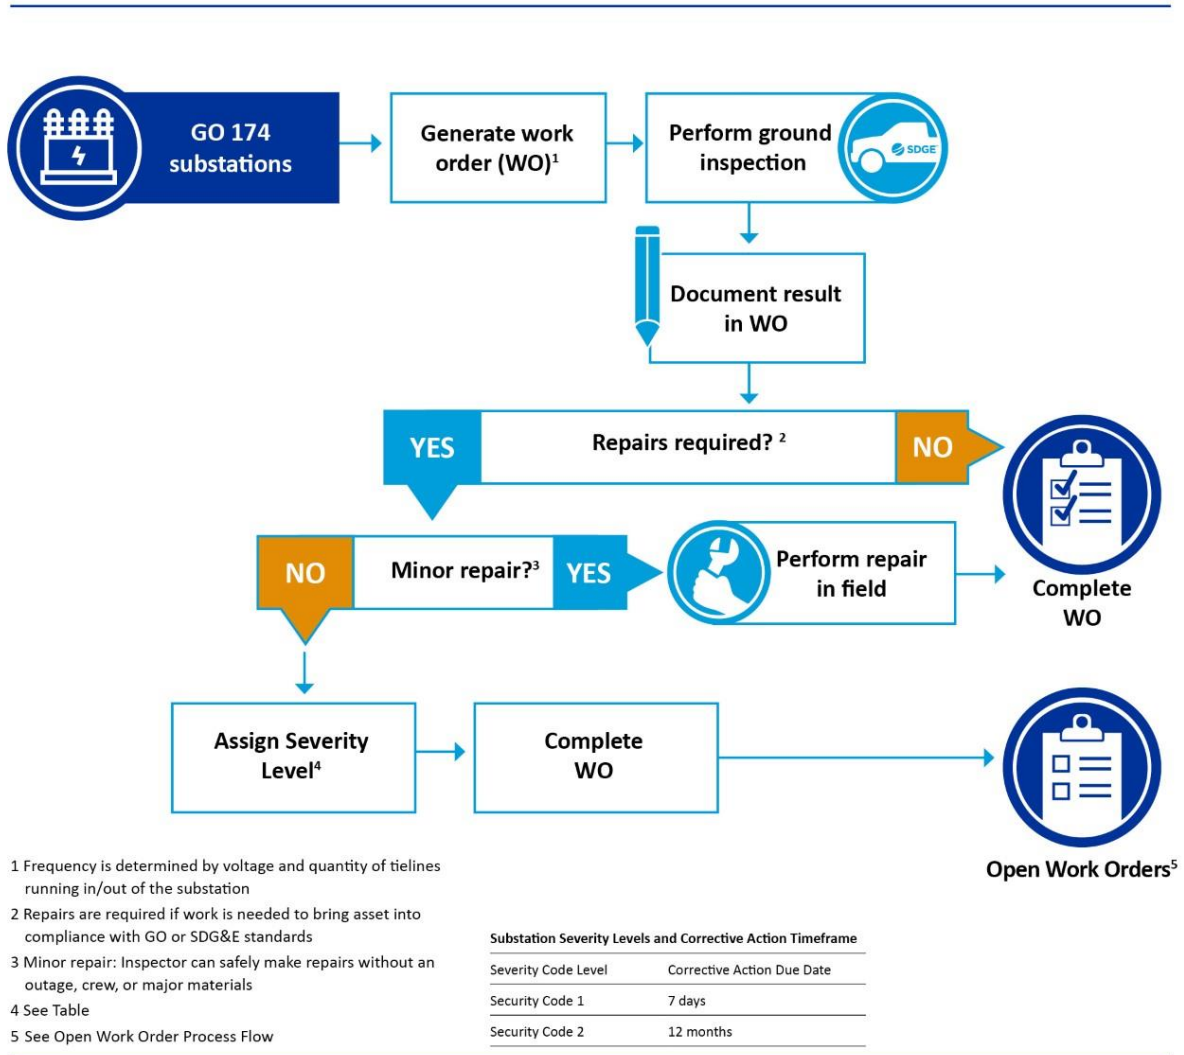 GO 174
substations
Generate work
order (WO)1
Perform ground
inspection
SDGE
Document result
in WO
YES
Repairs required? 2
NO
NO
Minor repair?3
YES
Perform repair
in field
Complete
WO
Assign Severity
Level4
Complete
WO
Open Work Orders5
1 Frequency is determined by voltage and quantity of tielines
running in/out of the substation
2 Repairs are required if work is needed to bring asset into
compliance with GO or SDG&E standards
3 Minor repair: Inspector can safely make repairs without an
outage, crew, or major materials
4 See Table
5 See Open Work Order Process Flow
Substation Severity Levels and Corrective Action Timeframe
Severity Code Level Corrective Action Due Date
Security Code 1 7 days
Security Code 2 12 months